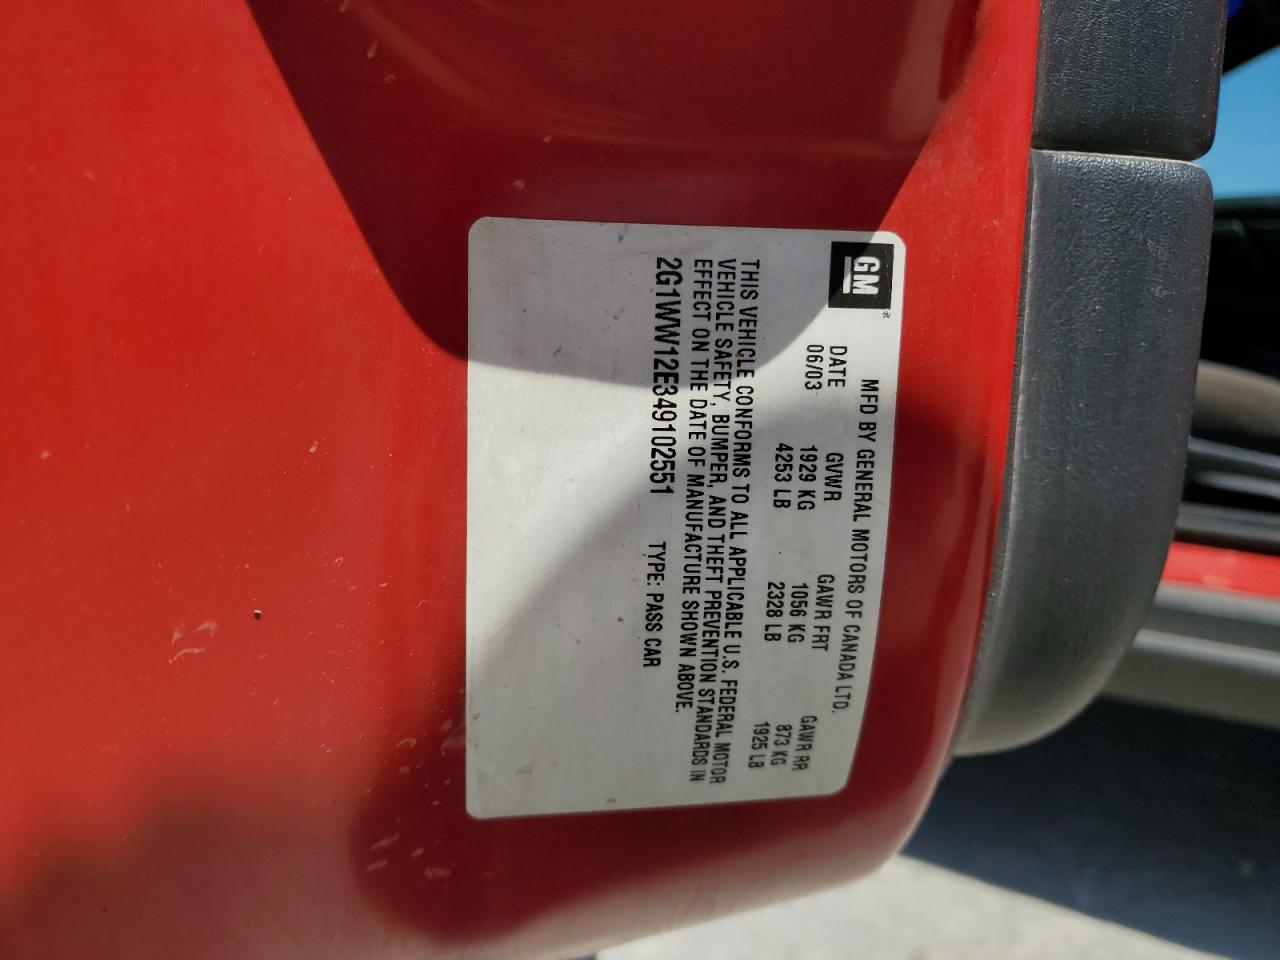 GM
MFD BY GENERAL MOTORS OF CANADA LTD.
DATE GVWR GAWR FRT GAWR RR
06/03 1929 KG 1056 KG 873 KG
4253 LB 2328 LB 1925 LB
THIS VEHICLE CONFORMS TO ALL APPLICABLE U.S. FEDERAL MOTOR
VEHICLE SAFETY, BUMPER, AND THEFT PREVENTION STANDARDS IN
EFFECT ON THE DATE OF MANUFACTURE SHOWN ABOVE.
2G1WW12E349102551 TYPE: PASS CAR